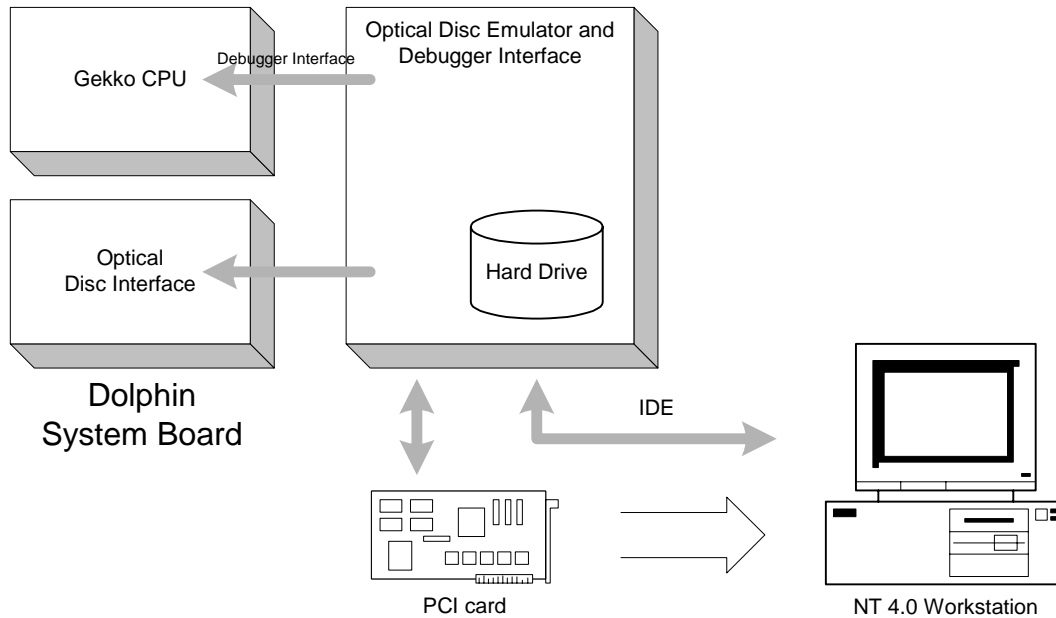 Optical Disc Emulator and
Debugger Interface
Debugger Interface
Gekko CPU
Optical
Disc Interface
Hard Drive
Dolphin
System Board
IDE
PCI card
NT 4.0 Workstation